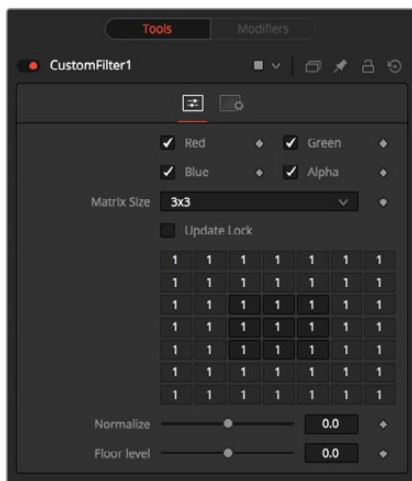 Tools Modifiers
CustomFilter1
Red Green
Blue Alpha
Matrix Size 3x3
Update Lock
1 1 1 1 1 1 1
1 1 1 1 1 1 1
1 1 1 1 1 1 1
1 1 1 1 1 1 1
1 1 1 1 1 1 1
1 1 1 1 1 1 1
1 1 1 1 1 1 1
Normalize 0.0
Floor level 0.0